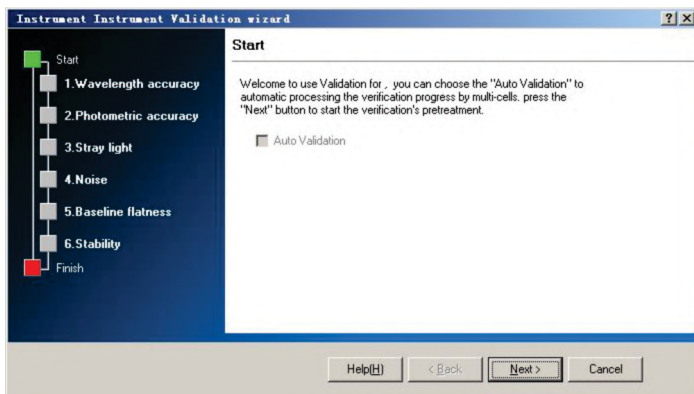 Instrument Instrument Validation wizard
? X
Start
1.Wavelength accuracy
2.Photometric accuracy
3.Stray light
4.Noise
5.Baseline flatness
6.Stability
Finish
Start
Welcome to use Validation for , you can choose the "Auto Validation" to
automatic processing the verification progress by multi-cells. press the
"Next" button to start the verification's pretreatment.
Auto Validation
Help(H) < Back Next > Cancel